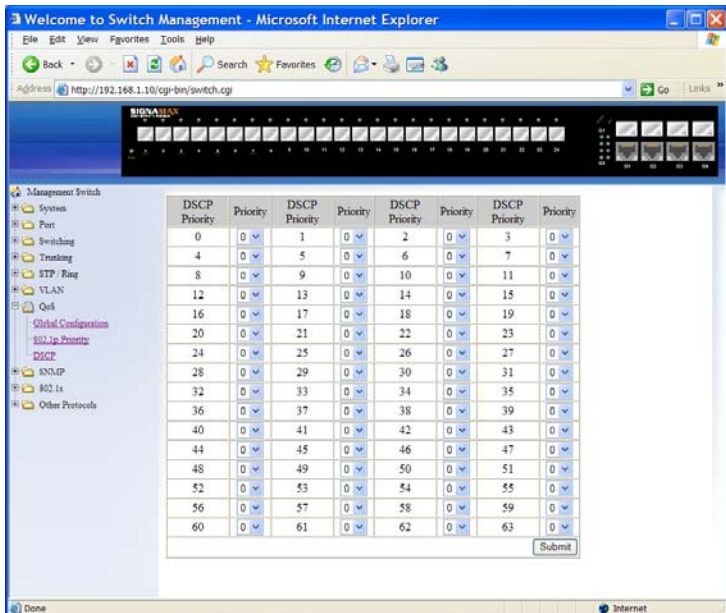 Welcome to Switch Management - Microsoft Internet Explorer
File Edit View Favorites Tools Help
Back Search Favorites
Address http://192.168.1.10/cgi-bin/switch.cgi Go Links »
SIGNAMAX
Management Switch
System
Port
Switching
Trunking
STP / Ring
VLAN
QoS
Global Configuration
802.1p Priority
DSCP
SNMP
802.1x
Other Protocols
DSCP Priority Priority DSCP Priority Priority DSCP Priority Priority DSCP Priority Priority
0 0 1 0 2 0 3 0
4 0 5 0 6 0 7 0
8 0 9 0 10 0 11 0
12 0 13 0 14 0 15 0
16 0 17 0 18 0 19 0
20 0 21 0 22 0 23 0
24 0 25 0 26 0 27 0
28 0 29 0 30 0 31 0
32 0 33 0 34 0 35 0
36 0 37 0 38 0 39 0
40 0 41 0 42 0 43 0
44 0 45 0 46 0 47 0
48 0 49 0 50 0 51 0
52 0 53 0 54 0 55 0
56 0 57 0 58 0 59 0
60 0 61 0 62 0 63 0
Submit
Done Internet